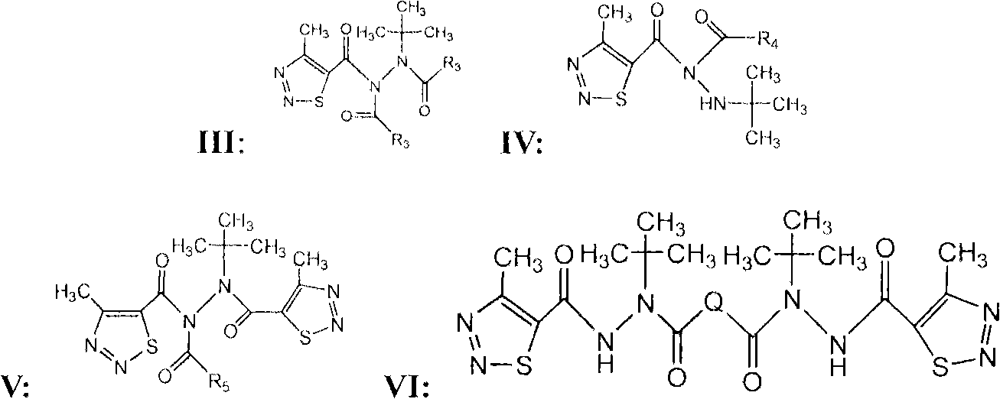 CH₃
CH₃ O H₃C CH₃ O
CH₃ O R₄
N N R₃ N
N N S N O N S HN CH₃ CH₃
O R₃ CH₃
III: IV:
CH₃
H₃C CH₃ CH₃
O
H₃C N N
N N O S N
N N S O R₅
V:
CH₃ CH₃
CH₃ O H₃C CH₃ H₃C CH₃ O CH₃
N N Q N N
N S N H O O N H S N
VI: